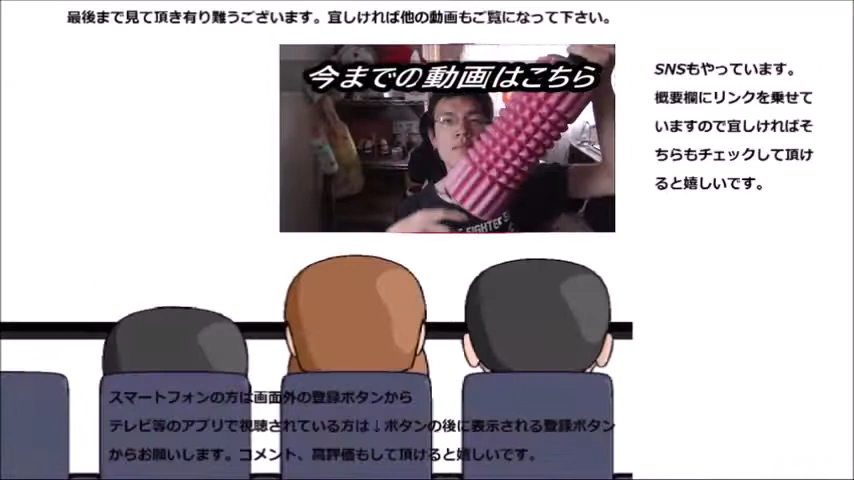 最後まで見て頂き有り難うございます。宜しければ他の動画もご覧になって下さい。
今までの動画はこちら
SNSもやっています。
概要欄にリンクを乗せて
いますので宜しければそ
ちらもチェックして頂け
ると嬉しいです。
FIGHTER
スマートフォンの方は画面外の登録ボタンから
テレビ等のアプリで視聴されている方は↓ボタンの後に表示される登録ボタン
からお願いします。コメント、高評価もして頂けると嬉しいです。